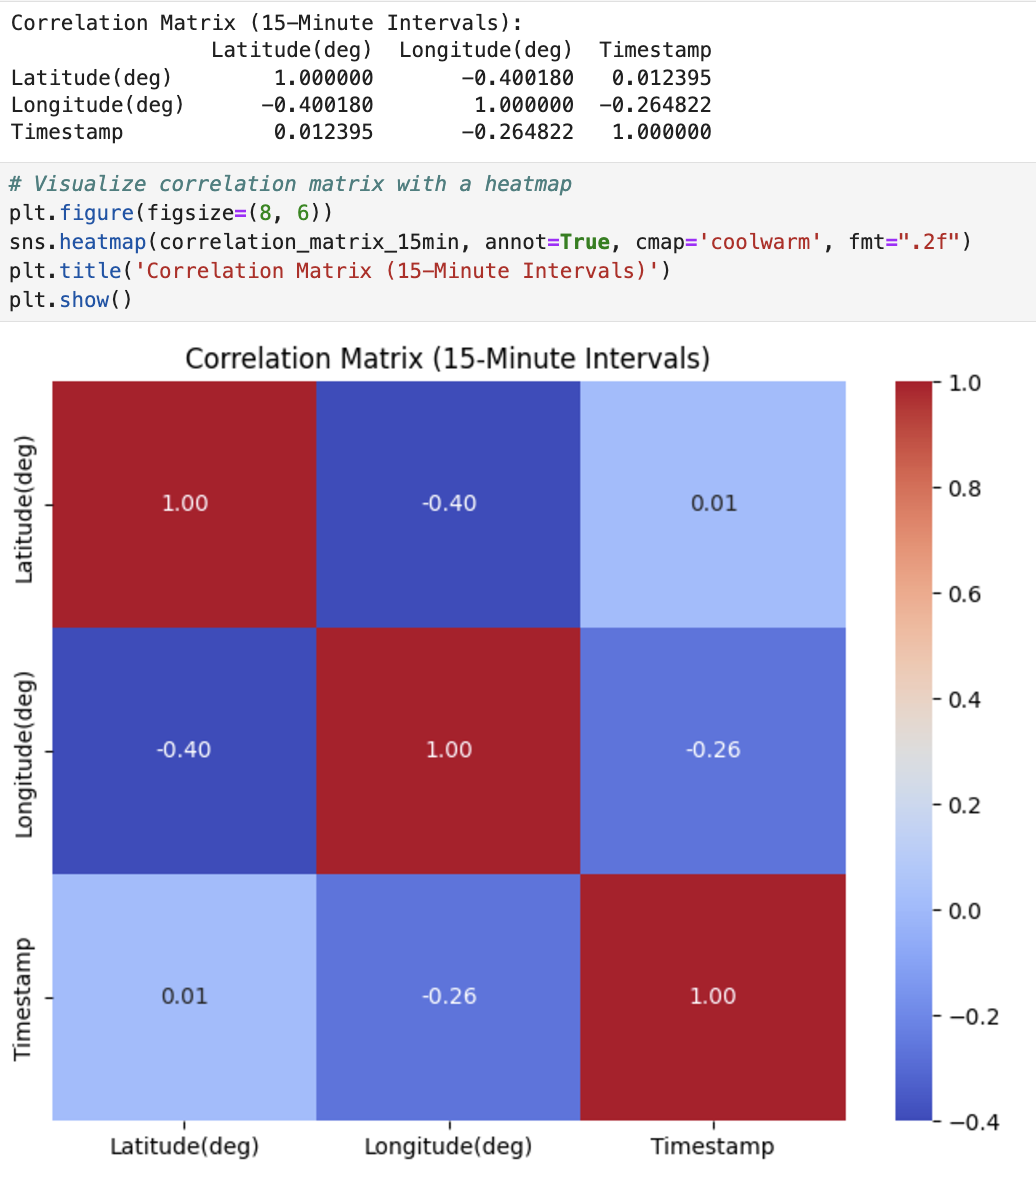 Correlation Matrix (15-Minute Intervals):
Latitude(deg) Longitude(deg) Timestamp
Latitude(deg) 1.000000 -0.400180 0.012395
Longitude(deg) -0.400180 1.000000 -0.264822
Timestamp 0.012395 -0.264822 1.000000
# Visualize correlation matrix with a heatmap
plt.figure(figsize=(8, 6))
sns.heatmap(correlation_matrix_15min, annot=True, cmap='coolwarm', fmt=".2f")
plt.title('Correlation Matrix (15-Minute Intervals)')
plt.show()
Correlation Matrix (15-Minute Intervals)
Latitude(deg)
1.00 -0.40 0.01
Longitude(deg)
-0.40 1.00 -0.26
Timestamp
0.01 -0.26 1.00
Latitude(deg) Longitude(deg) Timestamp
1.0
0.8
0.6
0.4
0.2
0.0
−0.2
−0.4